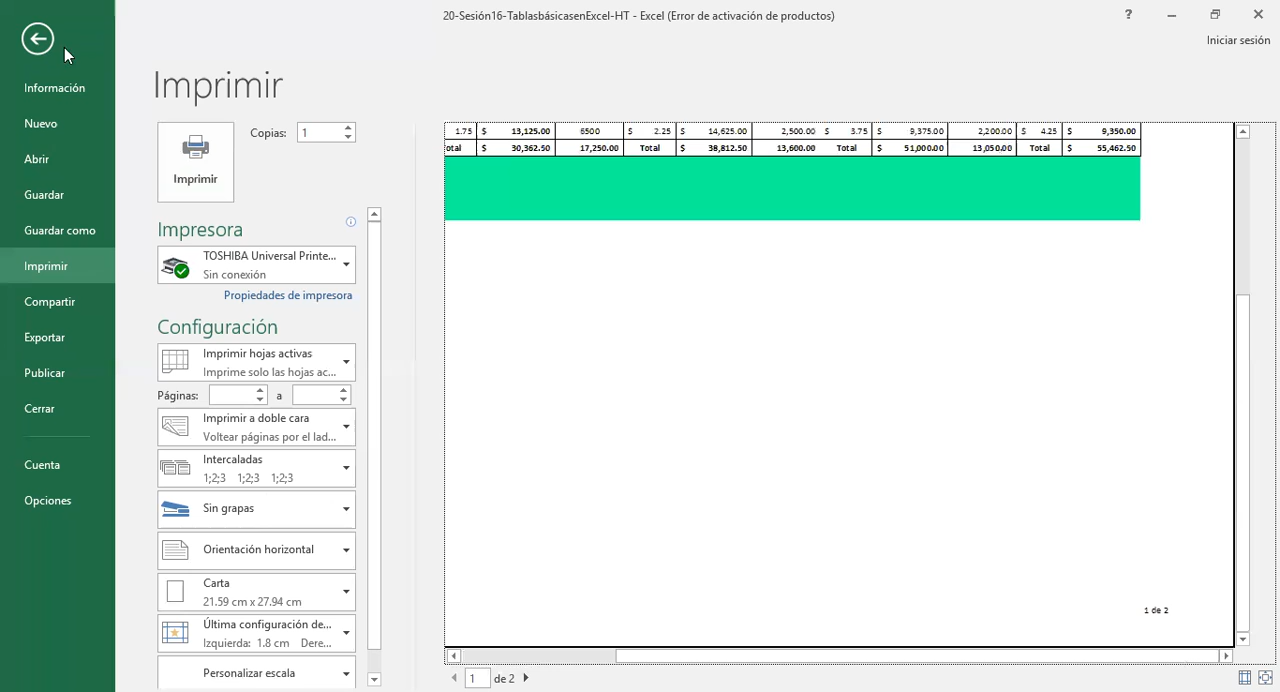 20-Sesión16-TablasbásicasenExcel-HT - Excel (Error de activación de productos)
?
Iniciar sesión
Información
Nuevo
Abrir
Guardar
Guardar como
Imprimir
Compartir
Exportar
Publicar
Cerrar
Cuenta
Opciones
Imprimir
Imprimir
Copias: 1
Impresora
TOSHIBA Universal Printe...
Sin conexión
Propiedades de impresora
Configuración
Imprimir hojas activas
Imprime solo las hojas ac...
Páginas: a
Imprimir a doble cara
Voltear páginas por el lad...
Intercaladas
1;2;3 1;2;3 1;2;3
Sin grapas
Orientación horizontal
Carta
21.59 cm x 27.94 cm
Última configuración de...
Izquierda: 1.8 cm Dere...
Personalizar escala
1.75 $ 13,125.00 6500 $ 2.25 $ 14,625.00 2,500.00 $ 3.75 $ 9,375.00 2,200.00 $ 4.25 $ 9,350.00
otal $ 30,362.50 17,250.00 Total $ 38,812.50 13,600.00 Total $ 51,000.00 13,050.00 Total $ 55,462.50
1 de 2
1 de 2